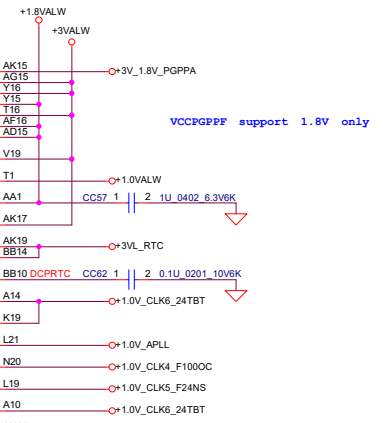 +1.8VALW
+3VALW
AK15 +3V_1.8V_PGPPA
AG15
Y16
Y15
T16
AF16
VCCPGPPF support 1.8V only
AD15
V19
T1 +1.0VALW
AA1 CC57 1 2 1U_0402_6.3V6K
AK17
AK19 +3VL_RTC
BB14
BB10 DCPRTC CC62 1 2 0.1U_0201_10V6K
A14 +1.0V_CLK6_24TBT
K19
L21 +1.0V_APLL
N20 +1.0V_CLK4_F100OC
L19 +1.0V_CLK5_F24NS
A10 +1.0V_CLK6_24TBT